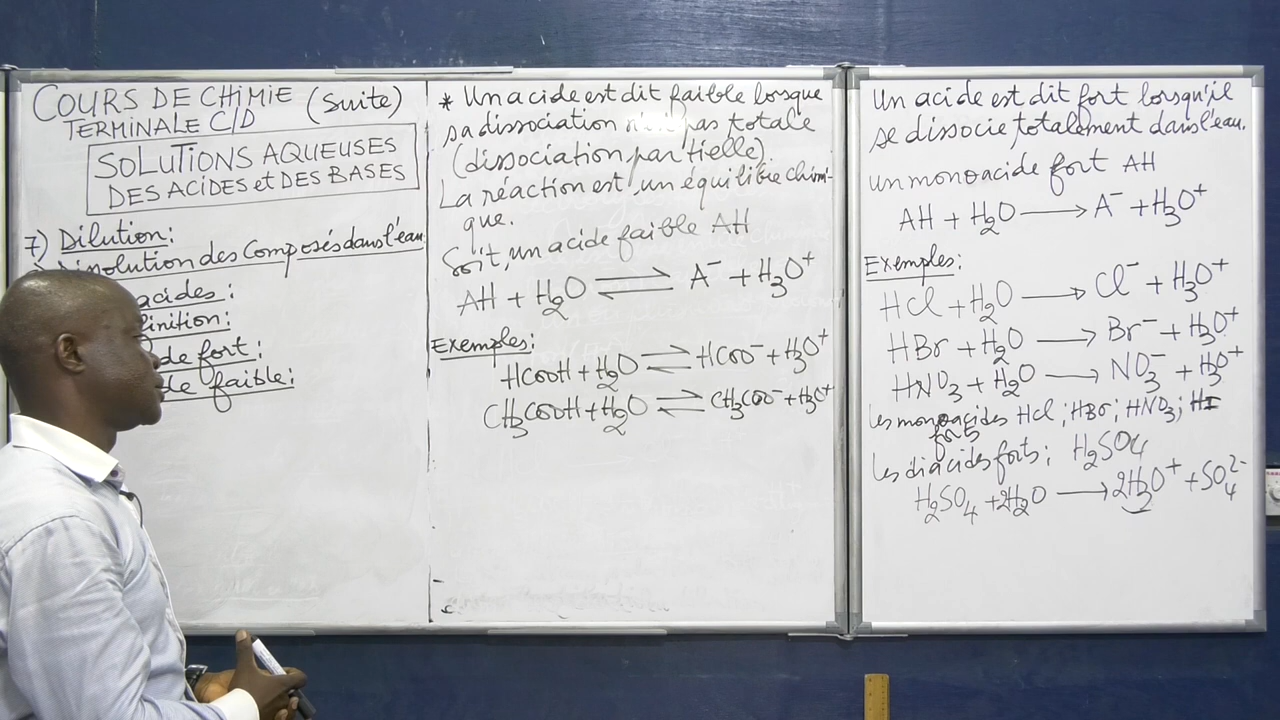 COURS DE CHIMIE (Suite)
TERMINALE C/D
SOLUTIONS AQUEUSES
DES ACIDES et DES BASES
7) Dilution:
issolution des Composés dans l'eau
acides:
inition:
de fort:
de faible:
* Un acide est dit faible lorsque
sa dissociation n'est pas totale
(dissociation partielle).
La réaction est un équilibre chimi-
que.
Soit, un acide faible AH
AH + H₂O ⇌ A⁻ + H₃O⁺
Exemples:
HCOOH + H₂O ⇌ HCOO⁻ + H₃O⁺
CH₃COOH + H₂O ⇌ CH₃COO⁻ + H₃O⁺
Un acide est dit fort lorsqu'il
se dissocie totalement dans l'eau.
un monoacide fort AH
AH + H₂O ⟶ A⁻ + H₃O⁺
Exemples:
HCl + H₂O ⟶ Cl⁻ + H₃O⁺
HBr + H₂O ⟶ Br⁻ + H₃O⁺
HNO₃ + H₂O ⟶ NO₃⁻ + H₃O⁺
les monoacides HCl; HBr; HNO₃; HI
forts
les diacides forts; H₂SO₄
H₂SO₄ + 2H₂O ⟶ 2H₃O⁺ + SO₄²⁻